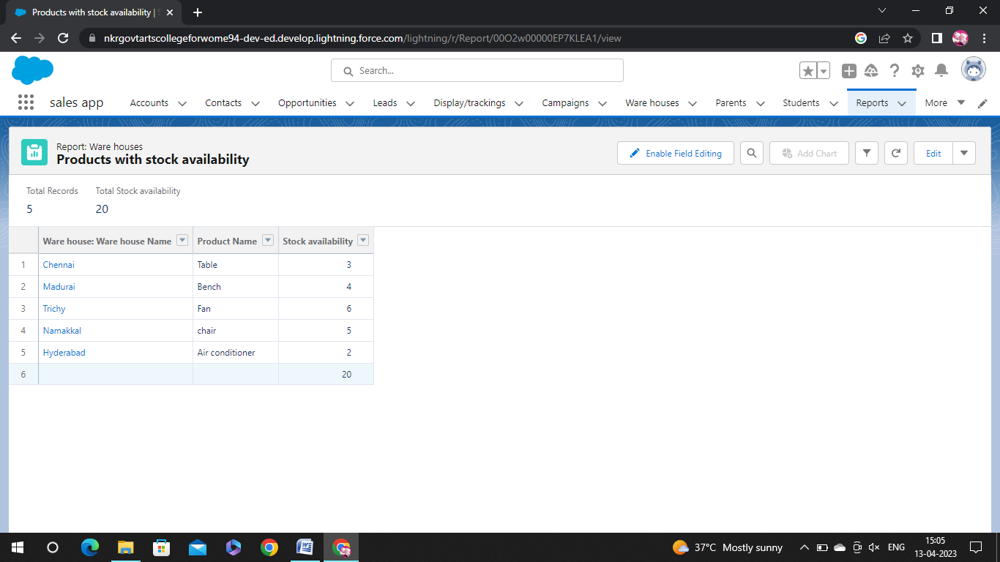 Products with stock availability |
nkrgovtartscollegeforwome94-dev-ed.develop.lightning.force.com/lightning/r/Report/00O2w00000EP7KLEA1/view
Search...
sales app Accounts Contacts Opportunities Leads Display/trackings Campaigns Ware houses Parents Students Reports More
Report: Ware houses
Products with stock availability
Enable Field Editing Add Chart Edit
Total Records Total Stock availability
5 20
Ware house: Ware house Name Product Name Stock availability
1 Chennai Table 3
2 Madurai Bench 4
3 Trichy Fan 6
4 Namakkal chair 5
5 Hyderabad Air conditioner 2
6 20
37°C Mostly sunny ENG 15:05
13-04-2023